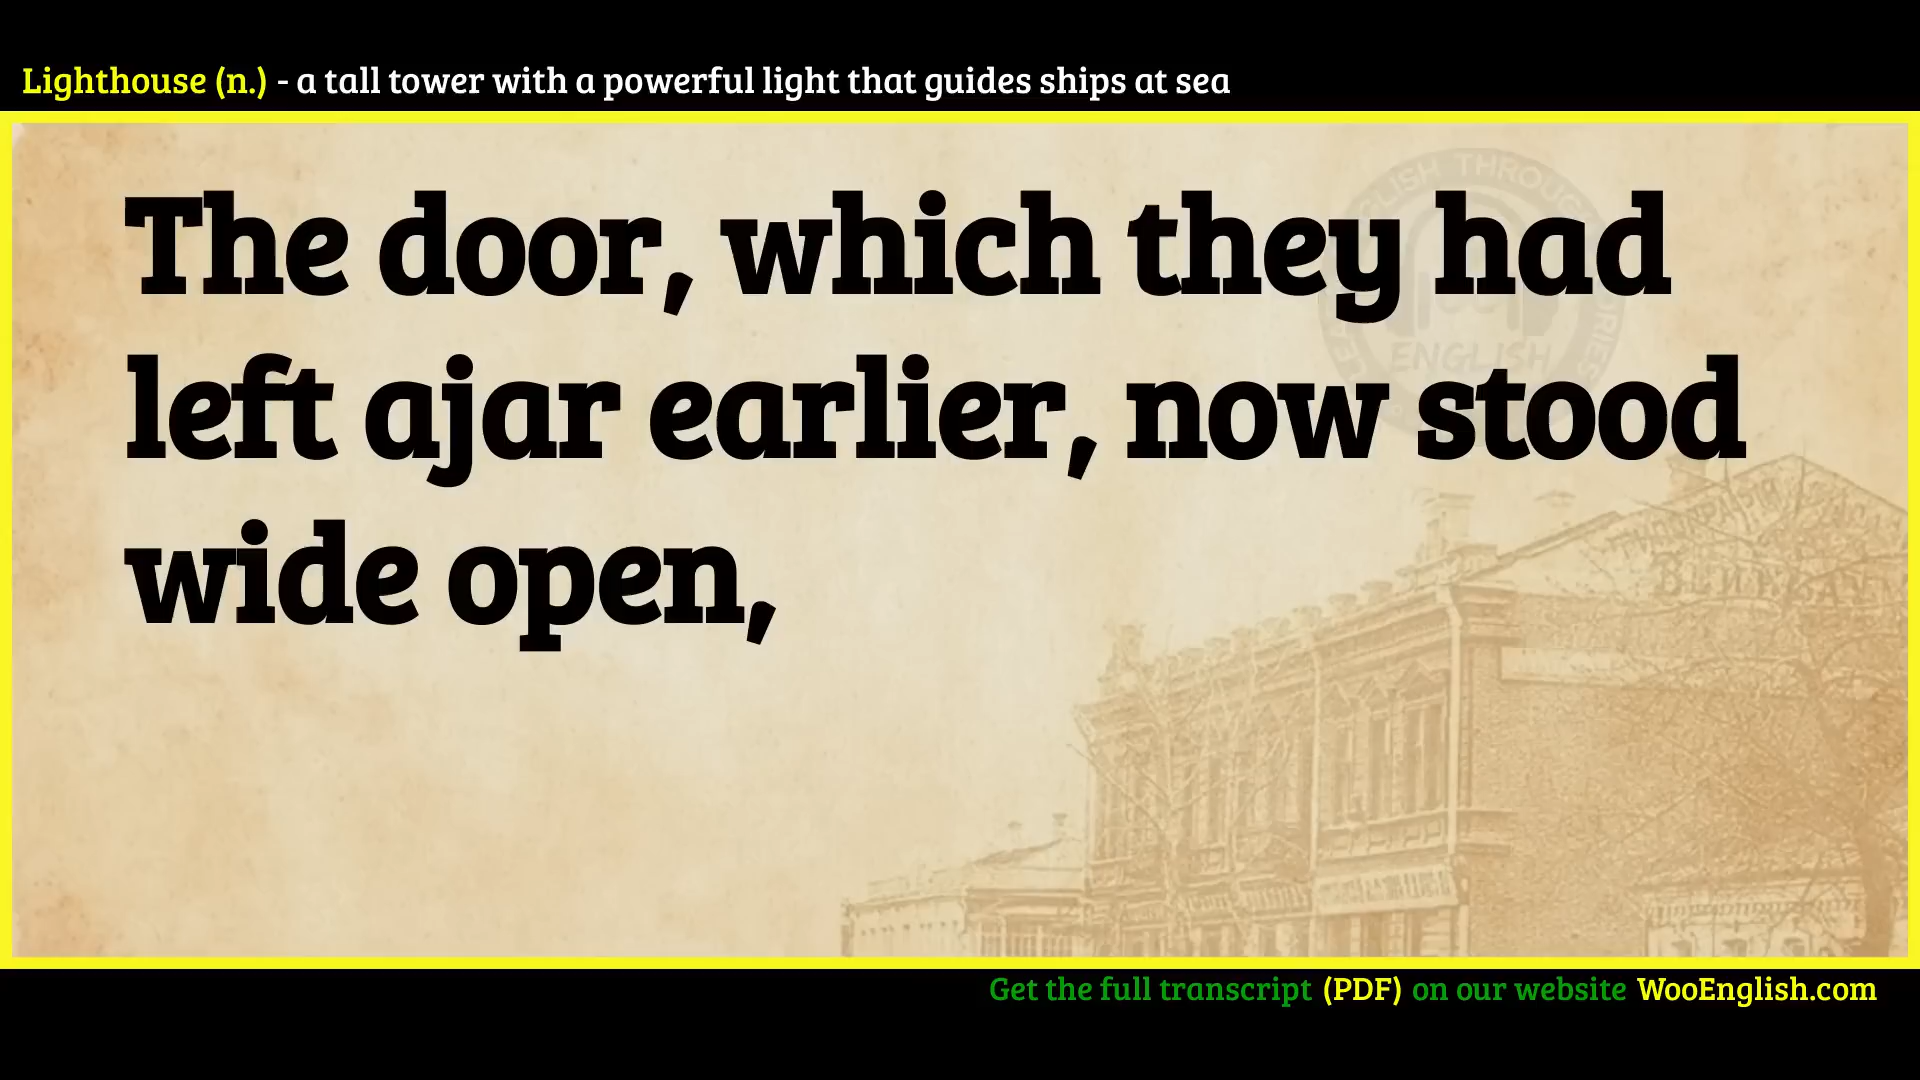 Lighthouse (n.) - a tall tower with a powerful light that guides ships at sea
The door, which they had
left ajar earlier, now stood
wide open,
ENGLISH
Get the full transcript (PDF) on our website WooEnglish.com